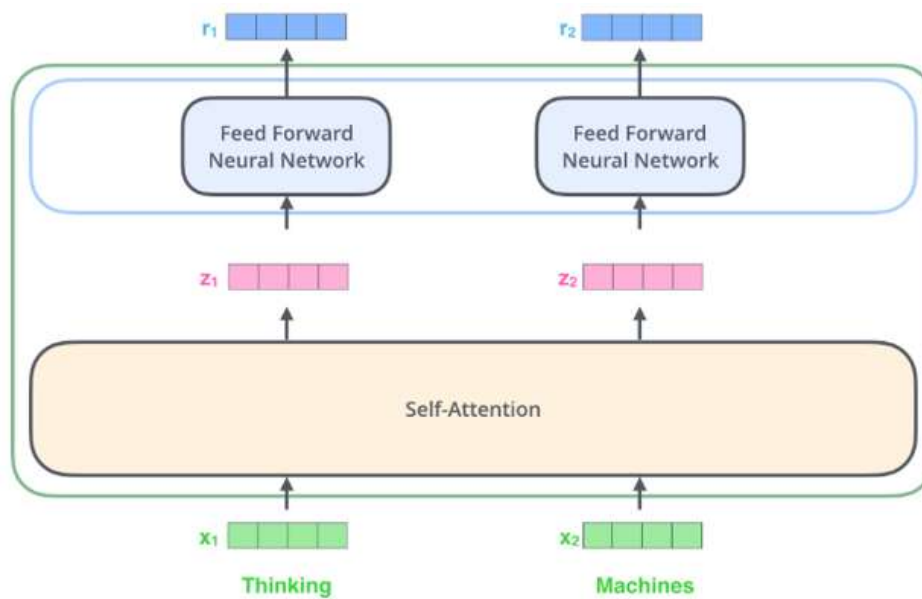 r₁ r₂
Feed Forward Neural Network
Feed Forward Neural Network
z₁ z₂
Self-Attention
x₁ x₂
Thinking Machines